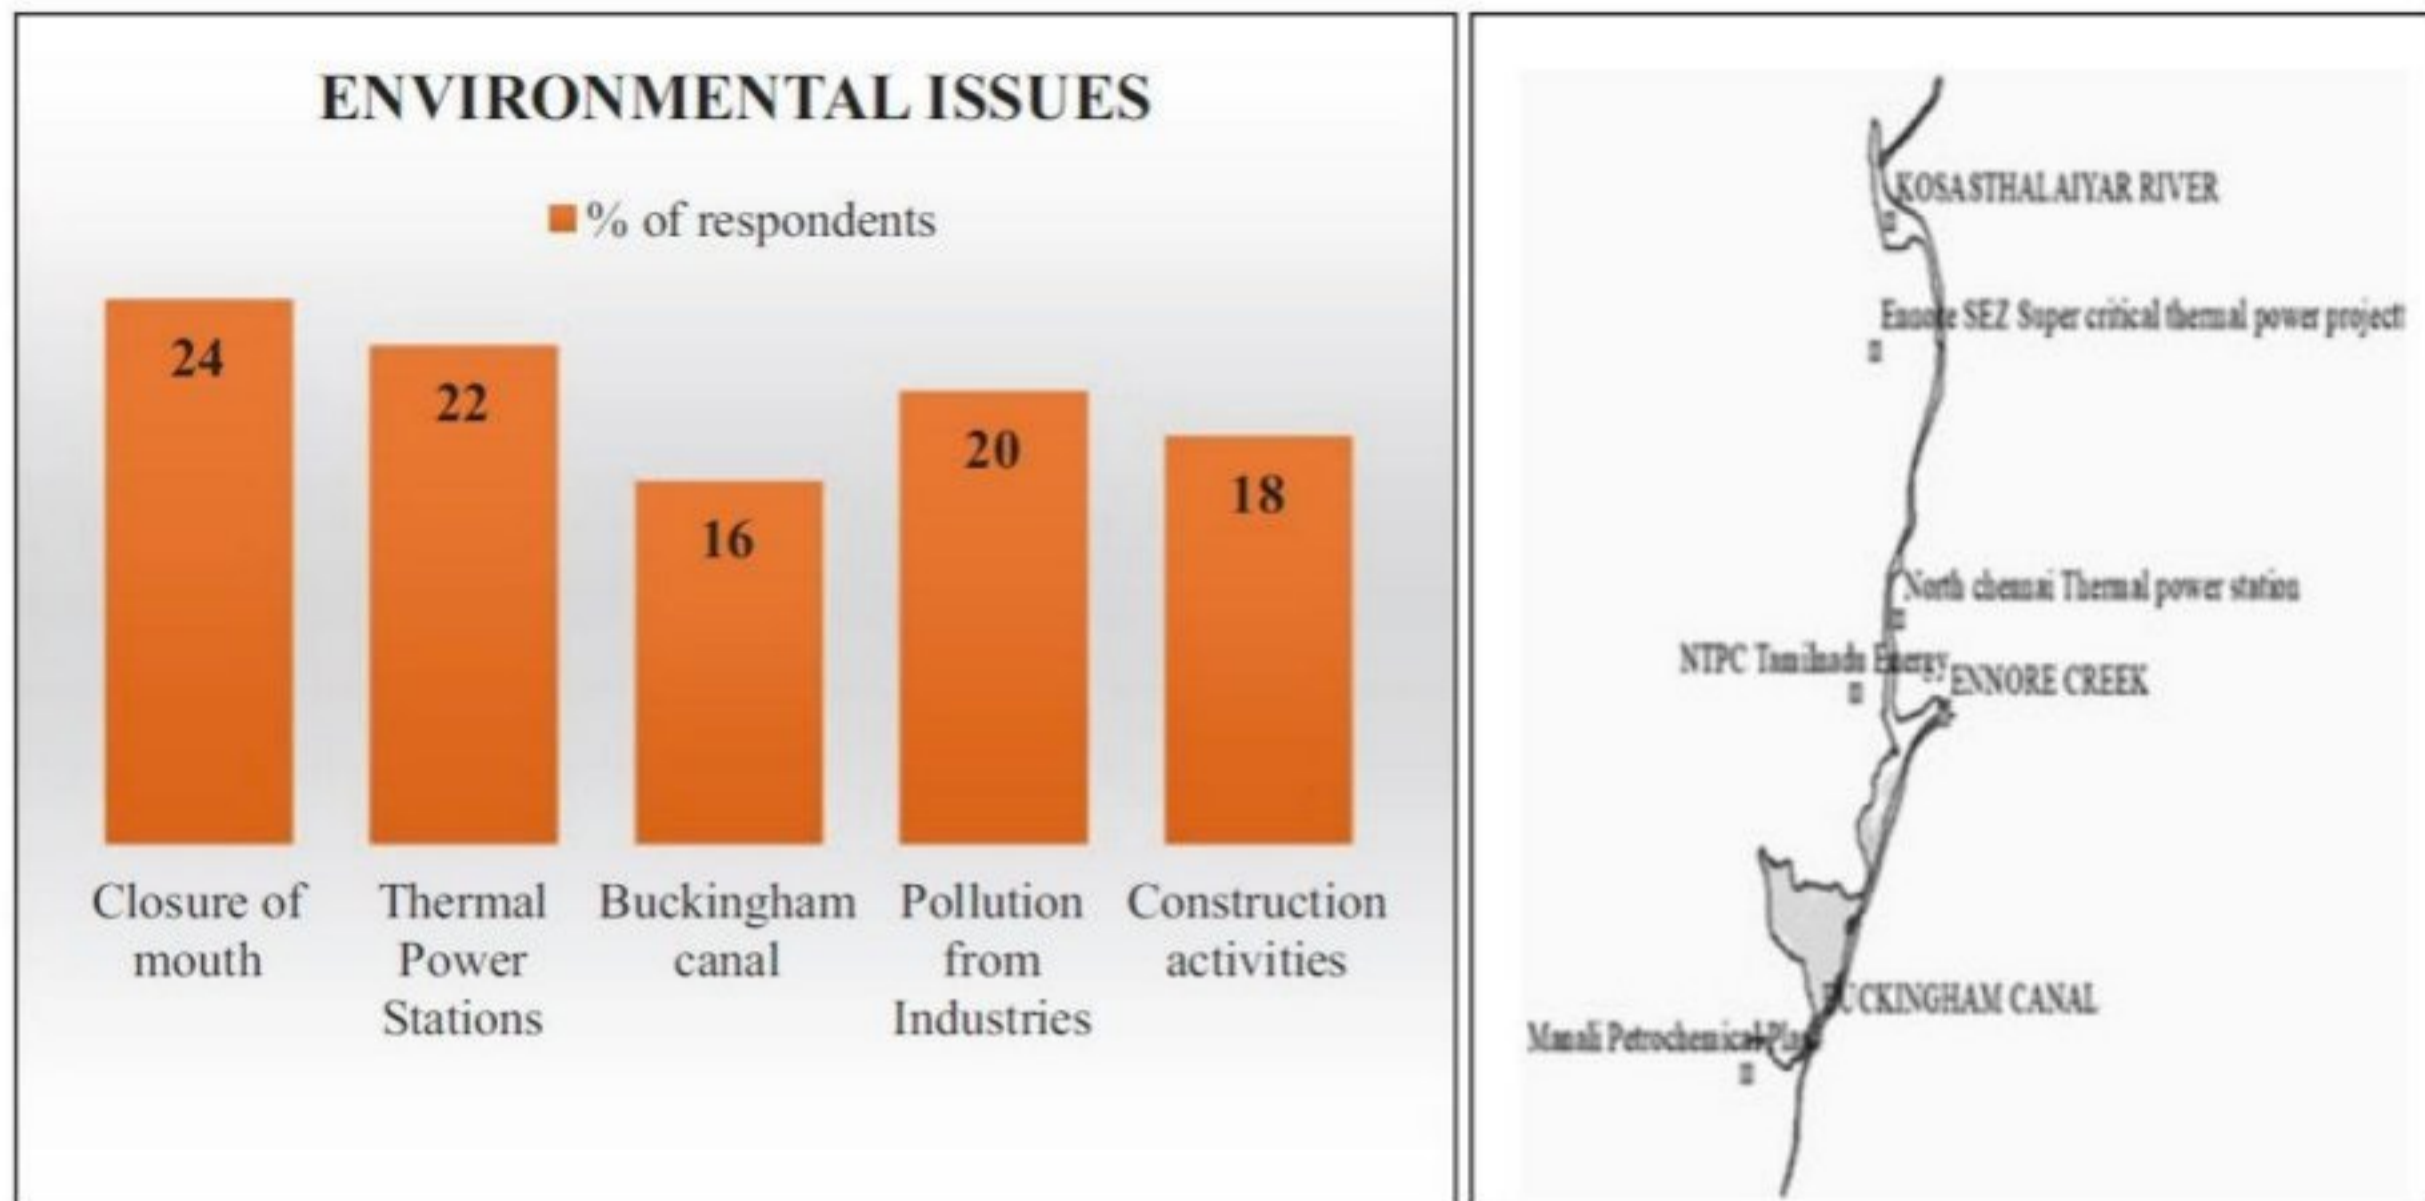 ENVIRONMENTAL ISSUES
% of respondents
24
22
16
20
18
Closure of
mouth
Thermal
Power
Stations
Buckingham
canal
Pollution
from
Industries
Construction
activities
KOSASTHALAIYAR RIVER
Ennore SEZ Super critical thermal power project
North chennai Thermal power station
NTPC Tamilnadu Energy
ENNORE CREEK
BUCKINGHAM CANAL
Manali Petrochemical